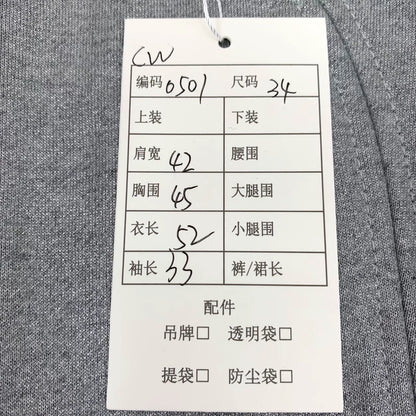 CW
编码 0501 尺码 34
上装 下装
肩宽 42 腰围
胸围 45 大腿围
衣长 52 小腿围
袖长 33 裤/裙长
配件
吊牌□ 透明袋□
提袋□ 防尘袋□